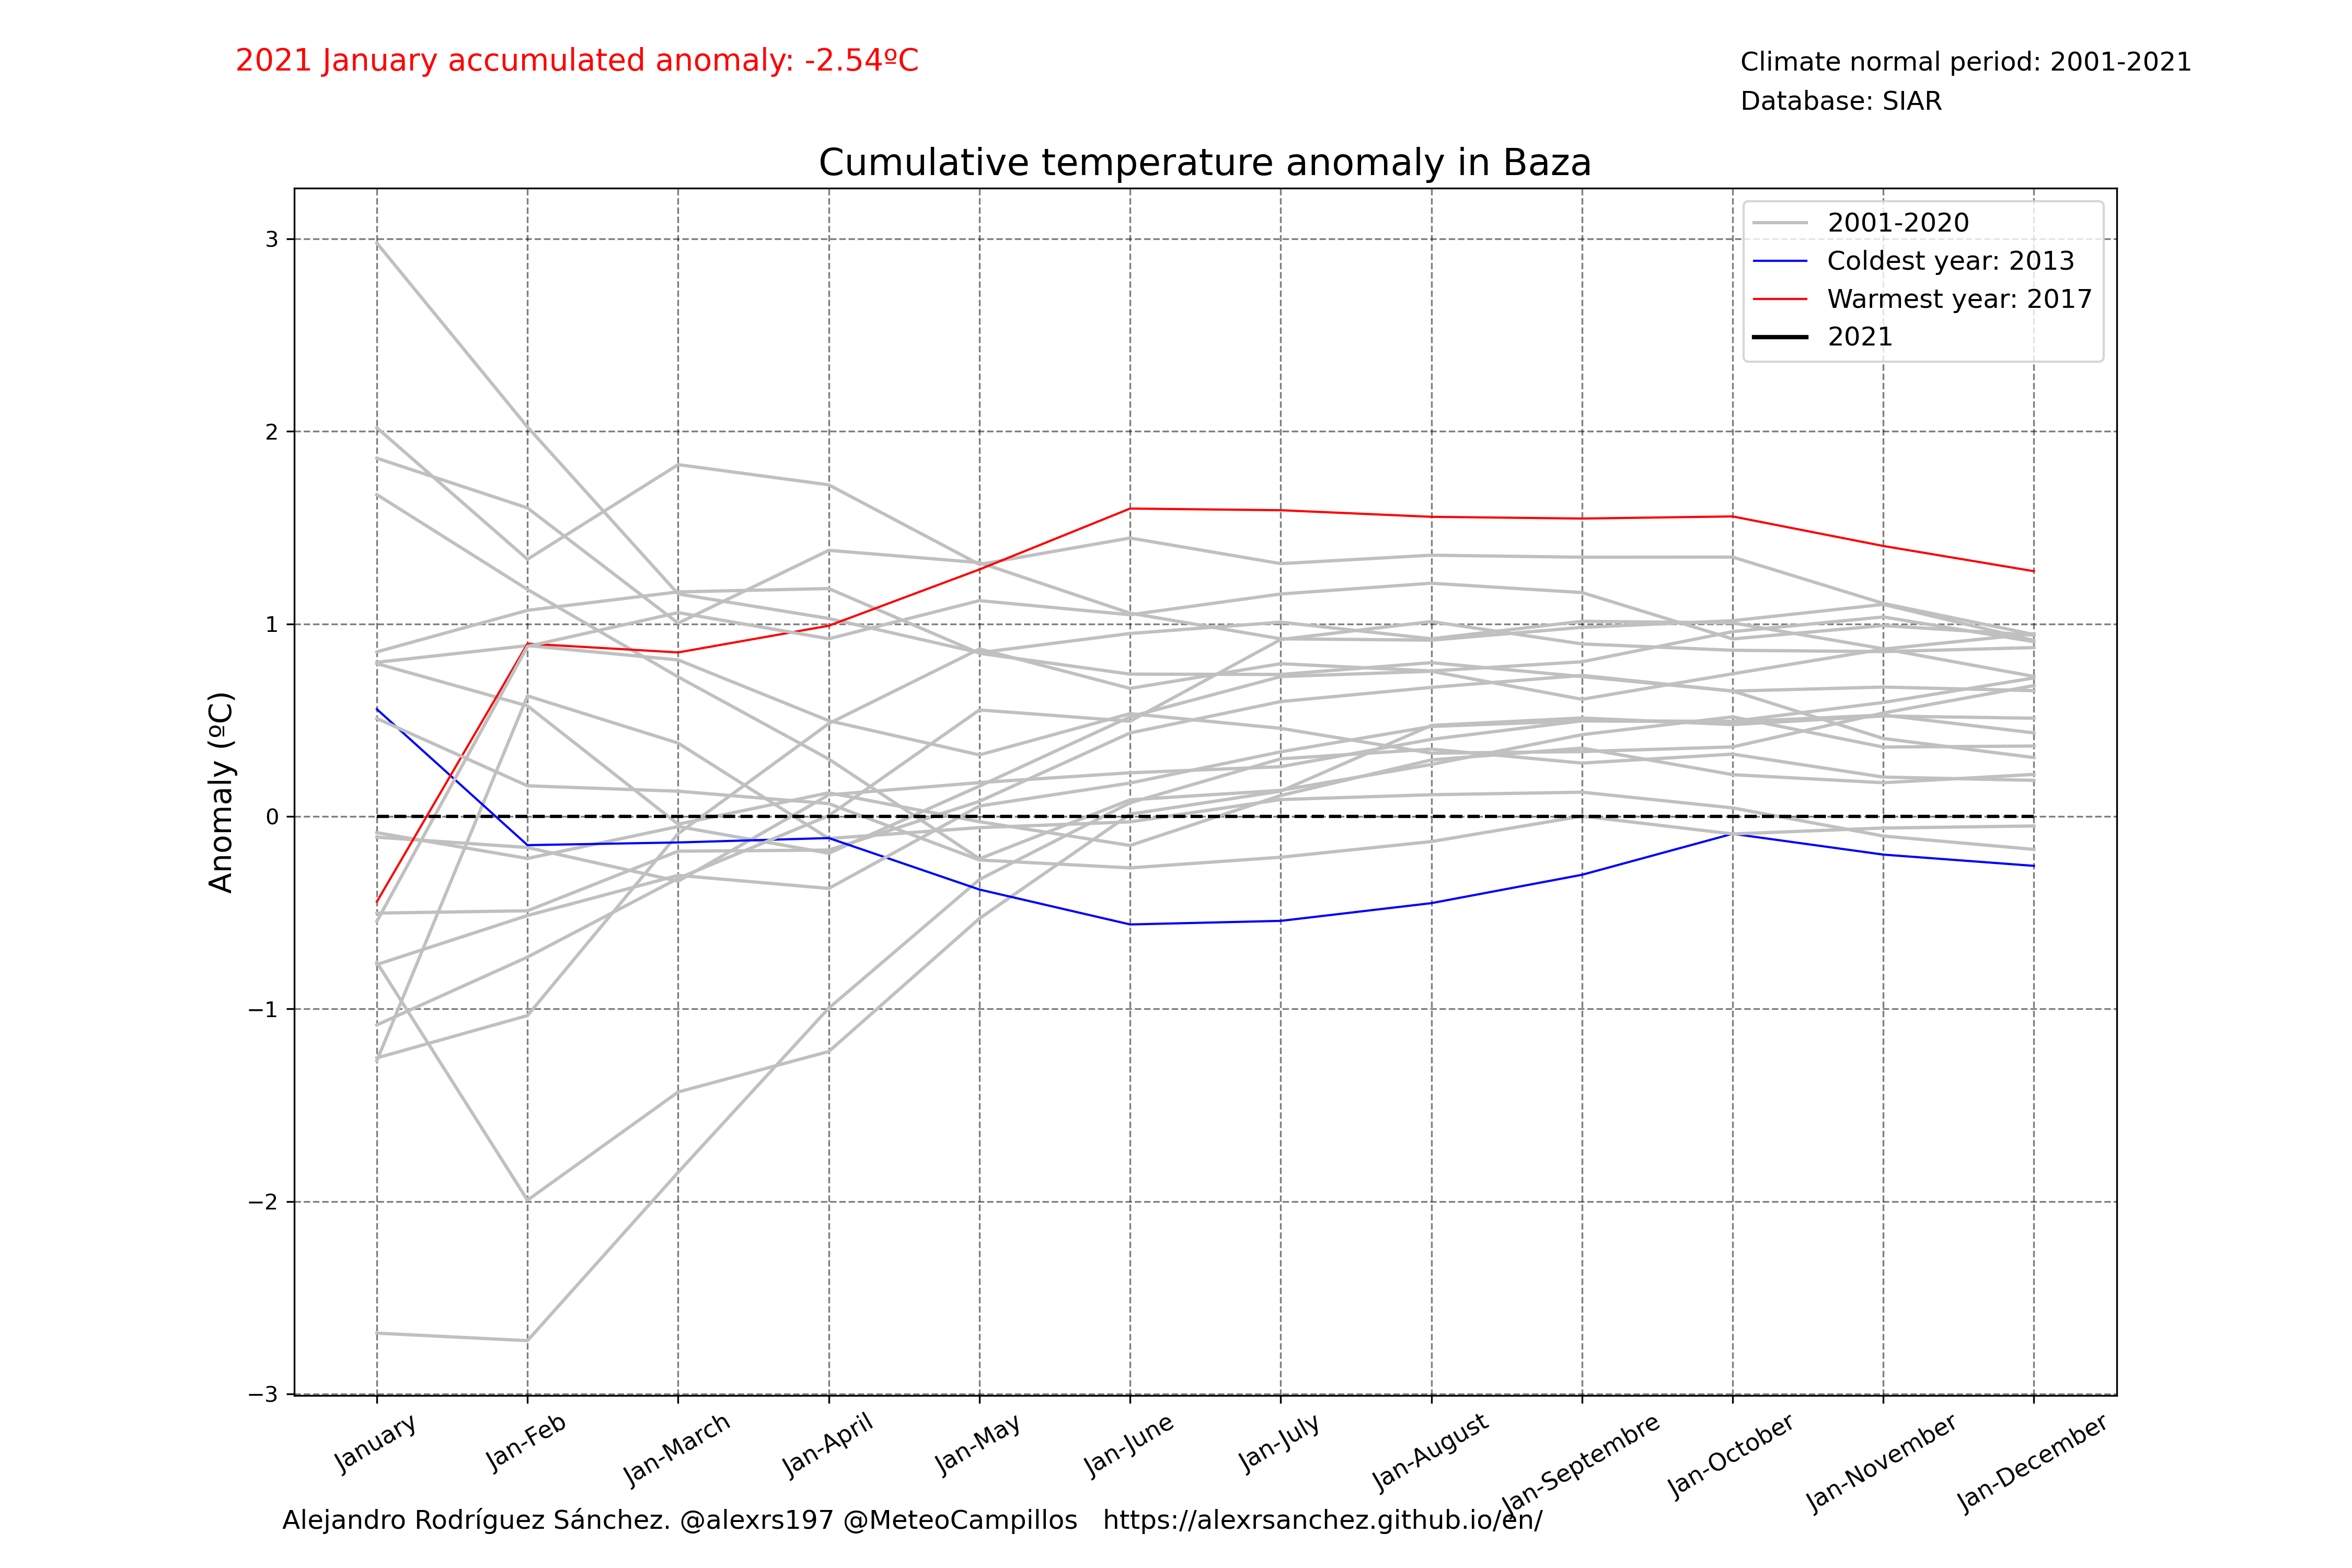 2021 January accumulated anomaly: -2.54ºC
Climate normal period: 2001-2021
Database: SIAR
Cumulative temperature anomaly in Baza
2001-2020
Coldest year: 2013
Warmest year: 2017
2021
Anomaly (ºC)
3
2
1
0
−1
−2
−3
January
Jan-Feb
Jan-March
Jan-April
Jan-May
Jan-June
Jan-July
Jan-August
Jan-Septembre
Jan-October
Jan-November
Jan-December
Alejandro Rodríguez Sánchez. @alexrs197 @MeteoCampillos https://alexrsanchez.github.io/en/